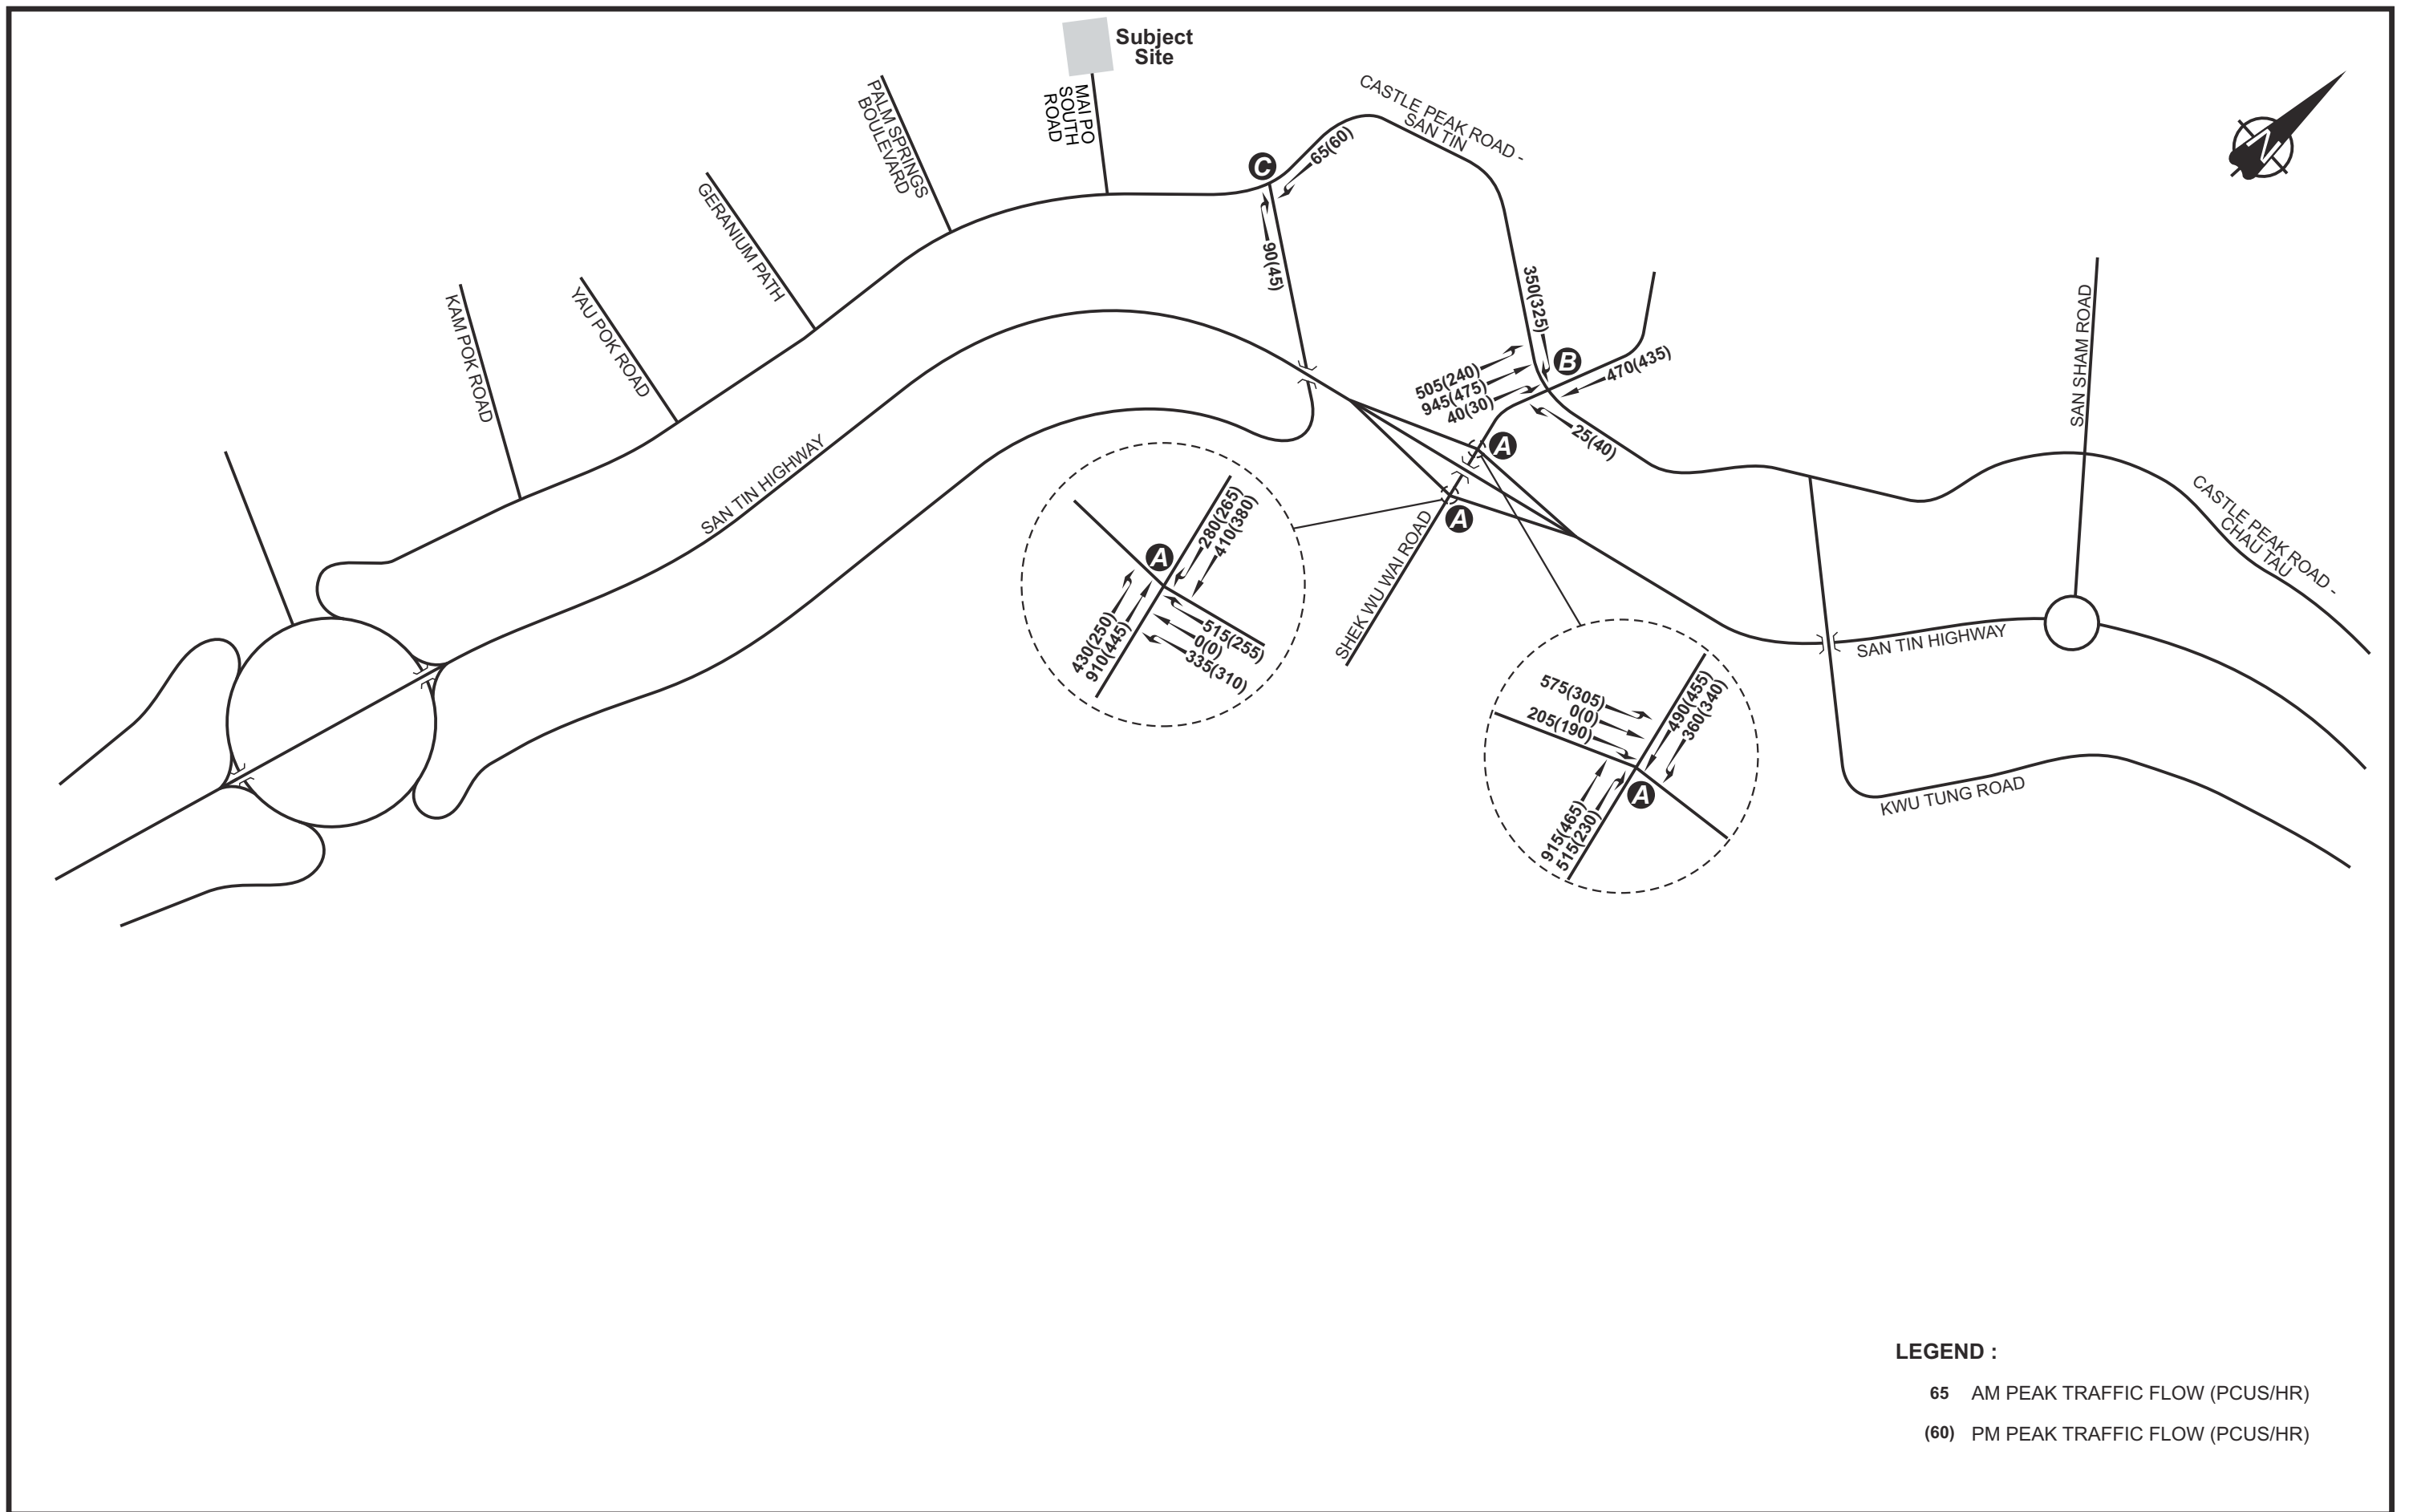 Subject
Site
MAI PO
SOUTH
ROAD
PALM SPRINGS
BOULEVARD
GERANIUM PATH
YAU POK ROAD
KAM POK ROAD
CASTLE PEAK ROAD -
SAN TIN
C
65(60)
90(45)
350(325)
B
470(435)
505(240)
945(475)
40(30)
25(40)
A
A
SAN TIN HIGHWAY
SHEK WU WAI ROAD
A
280(265)
410(380)
430(250)
910(445)
515(255)
0(0)
335(310)
575(305)
0(0)
205(190)
490(455)
360(340)
915(465)
515(230)
A
SAN SHAM ROAD
CASTLE PEAK ROAD -
CHAU TAU
SAN TIN HIGHWAY
KWU TUNG ROAD
LEGEND :
65 AM PEAK TRAFFIC FLOW (PCUS/HR)
(60) PM PEAK TRAFFIC FLOW (PCUS/HR)